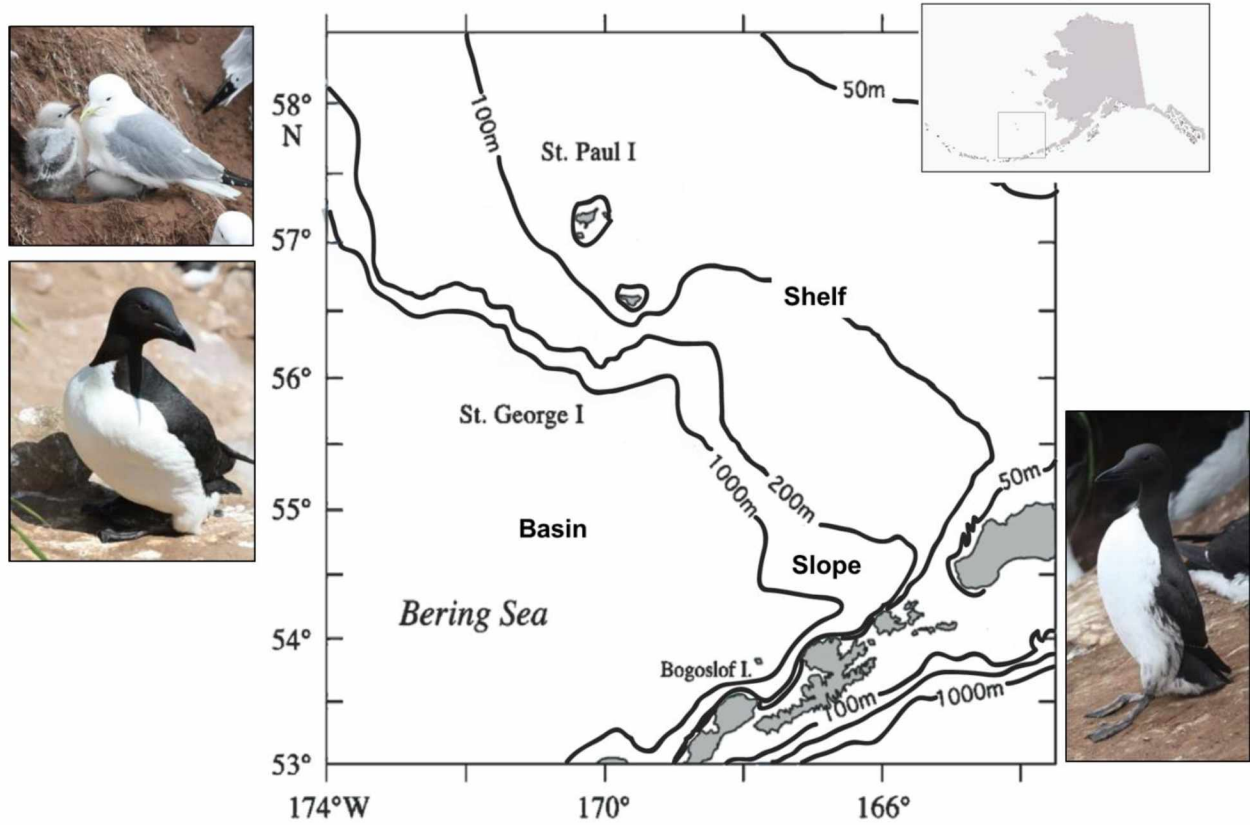 58°
N
57°
56°
55°
54°
53°
174°W
170°
166°
100m
50m
St. Paul I
Shelf
St. George I
1000m
200m
50m
Basin
Slope
Bering Sea
Bogoslof I.
100m
1000m